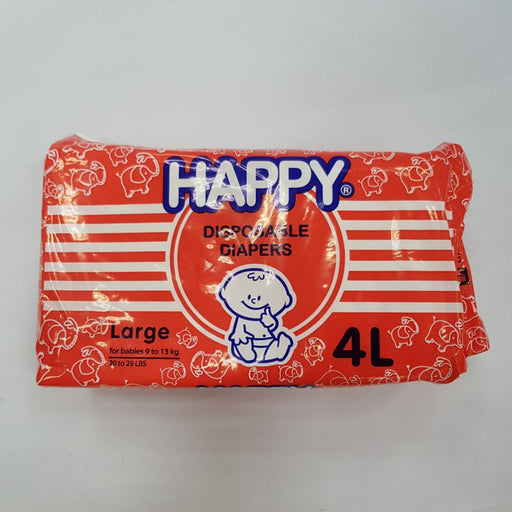 HAPPY®
DISPOSABLE
DIAPERS
Large
for babies 9 to 13 kg
20 to 29 LBS
4L